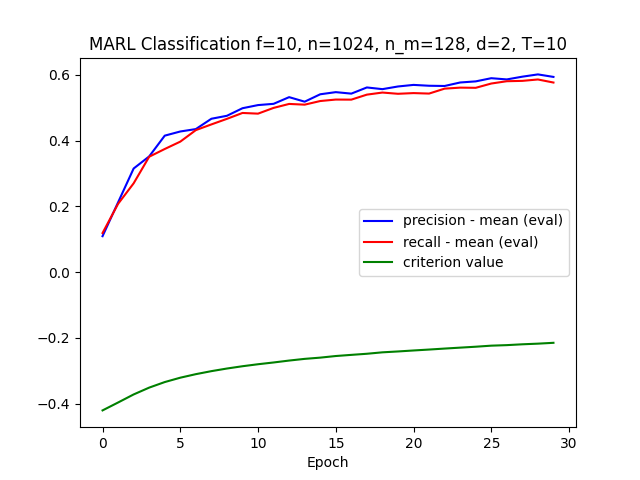 MARL Classification f=10, n=1024, n_m=128, d=2, T=10
0.6
0.4
0.2
0.0
−0.2
−0.4
precision - mean (eval)
recall - mean (eval)
criterion value
0 5 10 15 20 25 30
Epoch